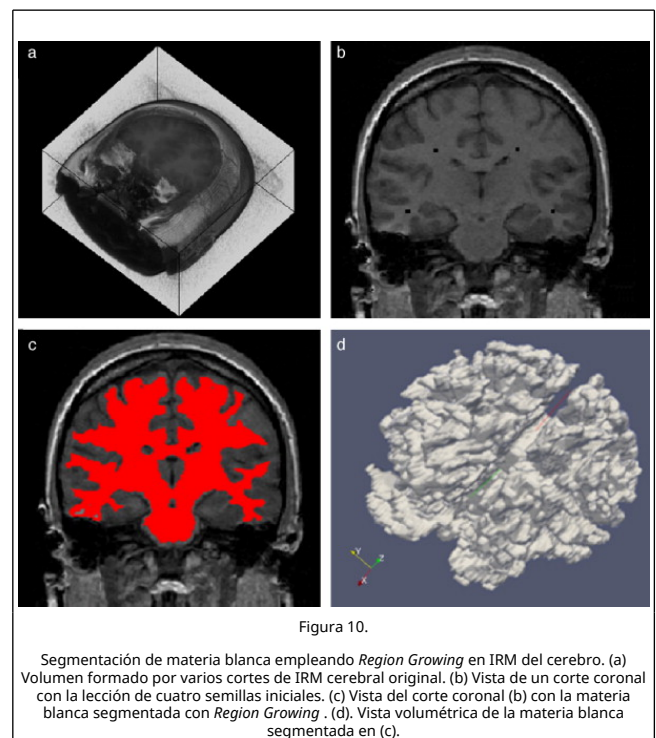 a
b
c
d
Y
Z
X
Figura 10.
Segmentación de materia blanca empleando Region Growing en IRM del cerebro. (a)
Volumen formado por varios cortes de IRM cerebral original. (b) Vista de un corte coronal
con la lección de cuatro semillas iniciales. (c) Vista del corte coronal (b) con la materia
blanca segmentada con Region Growing . (d). Vista volumétrica de la materia blanca
segmentada en (c).